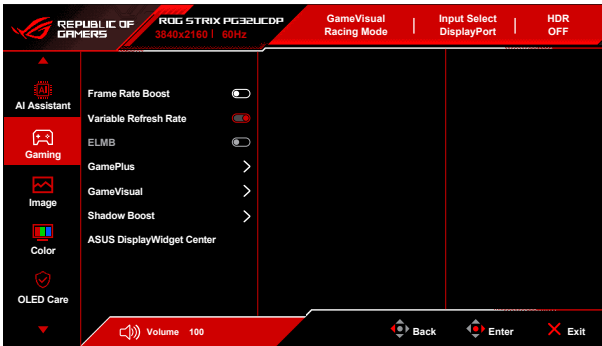 REPUBLIC OF
GAMERS
ROG STRIX PG32UCDP
3840x2160 | 60Hz
GameVisual
Racing Mode
Input Select
DisplayPort
HDR
OFF
AI
AI Assistant
Gaming
Image
Color
OLED Care
Frame Rate Boost
Variable Refresh Rate
ELMB
GamePlus
GameVisual
Shadow Boost
ASUS DisplayWidget Center
Volume 100
Back
Enter
Exit